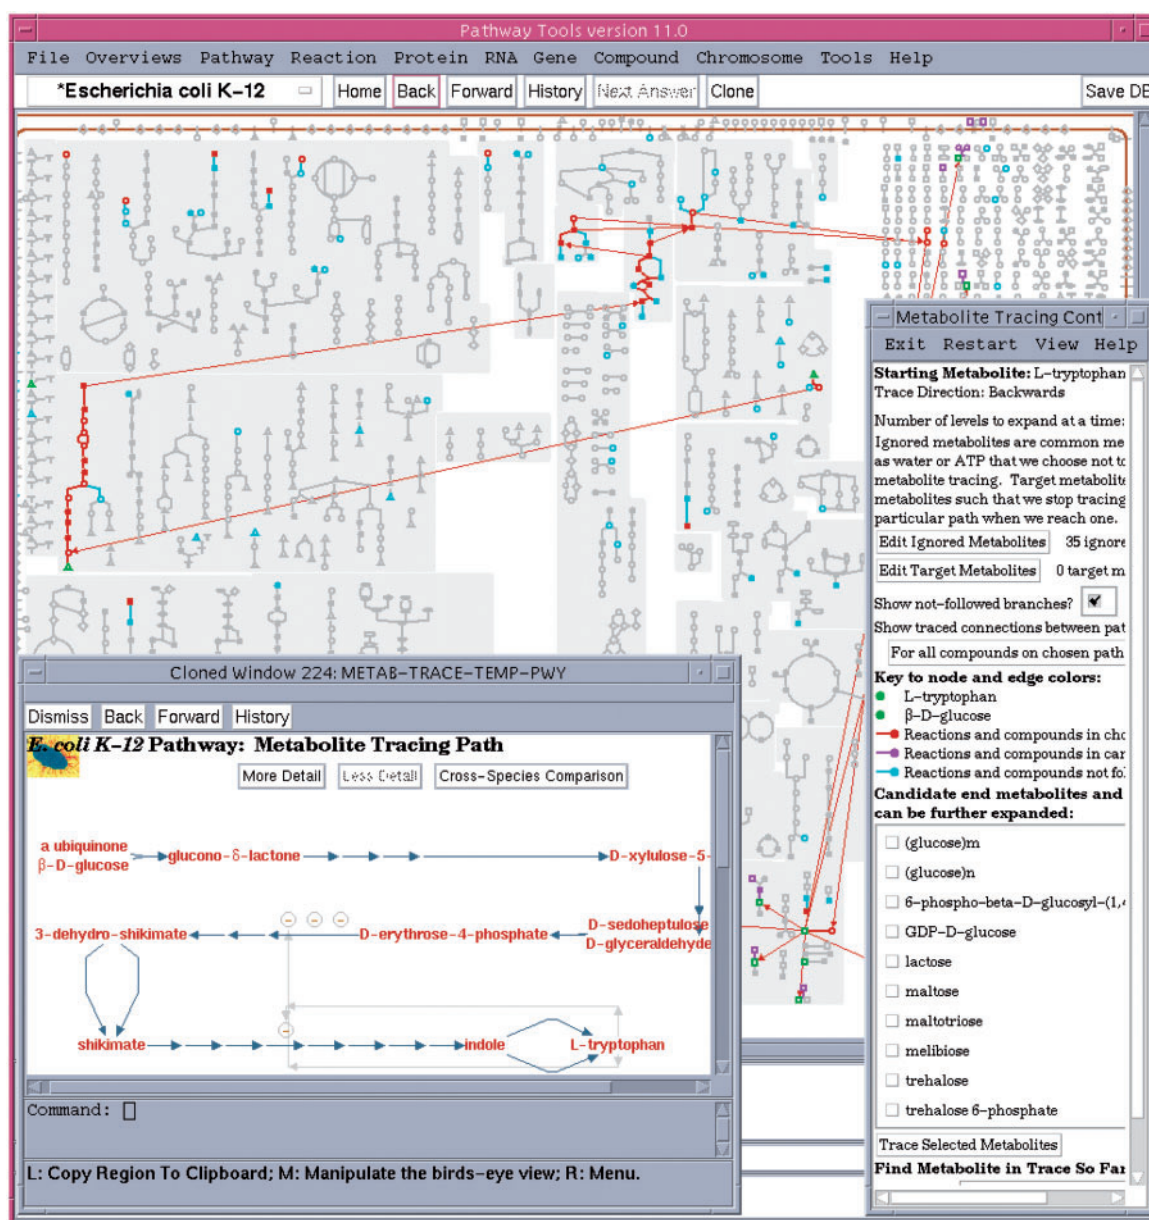 Pathway Tools version 11.0
File Overviews Pathway Reaction Protein RNA Gene Compound Chromosome Tools Help
*Escherichia coli K-12 Home Back Forward History Next Answer Clone Save DB
Metabolite Tracing Cont
Exit Restart View Help
Starting Metabolite: L-tryptophan
Trace Direction: Backwards
Number of levels to expand at a time:
Ignored metabolites are common me
as water or ATP that we choose not to
metabolite tracing. Target metabolite
metabolites such that we stop tracing
particular path when we reach one.
Edit Ignored Metabolites 35 ignore
Edit Target Metabolites 0 target m
Show not-followed branches?
Show traced connections between pat
For all compounds on chosen path
Key to node and edge colors:
L-tryptophan
β-D-glucose
Reactions and compounds in cho
Reactions and compounds in can
Reactions and compounds not fo
Candidate end metabolites and
can be further expanded:
(glucose)m
(glucose)n
6-phospho-beta-D-glucosyl-(1,4
GDP-D-glucose
lactose
maltose
maltotriose
melibiose
trehalose
trehalose 6-phosphate
Trace Selected Metabolites
Find Metabolite in Trace So Far
Cloned Window 224: METAB-TRACE-TEMP-PWY
Dismiss Back Forward History
E. coli K-12 Pathway: Metabolite Tracing Path
More Detail Less Detail Cross-Species Comparison
a ubiquinone
β-D-glucose
glucono-δ-lactone
D-xylulose-5-
3-dehydro-shikimate
D-erythrose-4-phosphate
D-sedoheptulose
D-glyceraldehyde
shikimate
indole
L-tryptophan
Command:
L: Copy Region To Clipboard; M: Manipulate the birds-eye view; R: Menu.